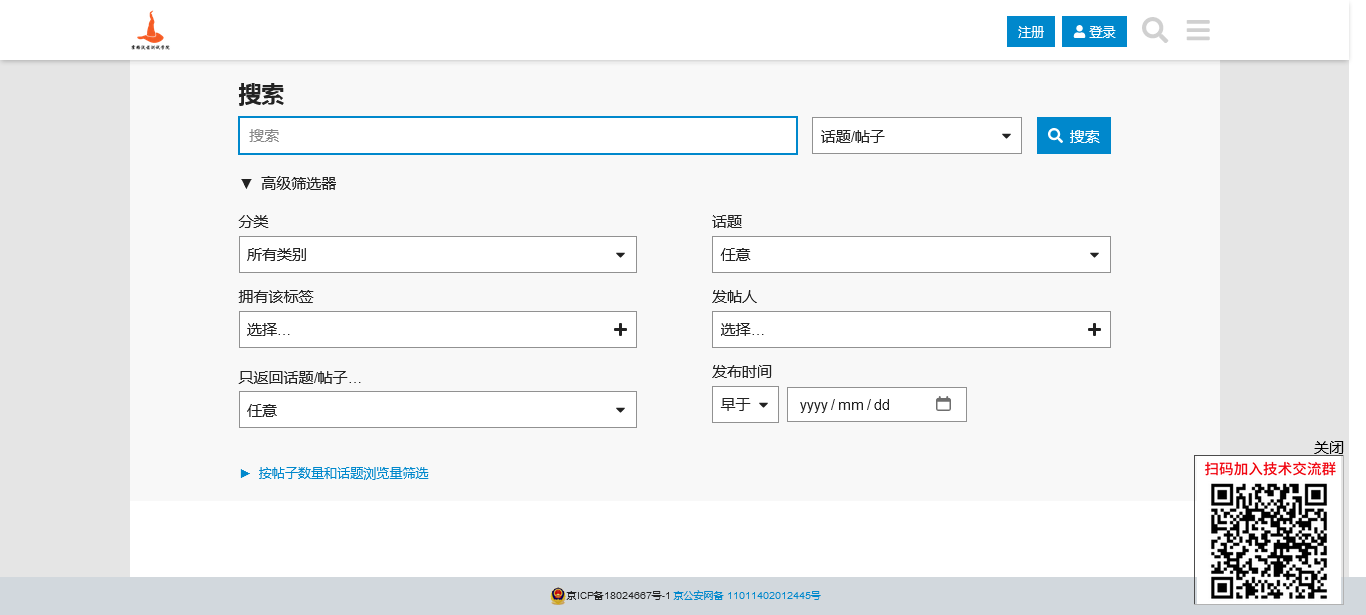 注册
登录
搜索
搜索
话题/帖子
搜索
▼ 高级筛选器
分类
话题
所有类别
任意
拥有该标签
发帖人
选择...
选择...
只返回话题/帖子...
发布时间
任意
早于
yyyy/mm/dd
► 按帖子数量和话题浏览量筛选
关闭
扫码加入技术交流群
京ICP备18024667号-1 京公安网备 11011402012445号